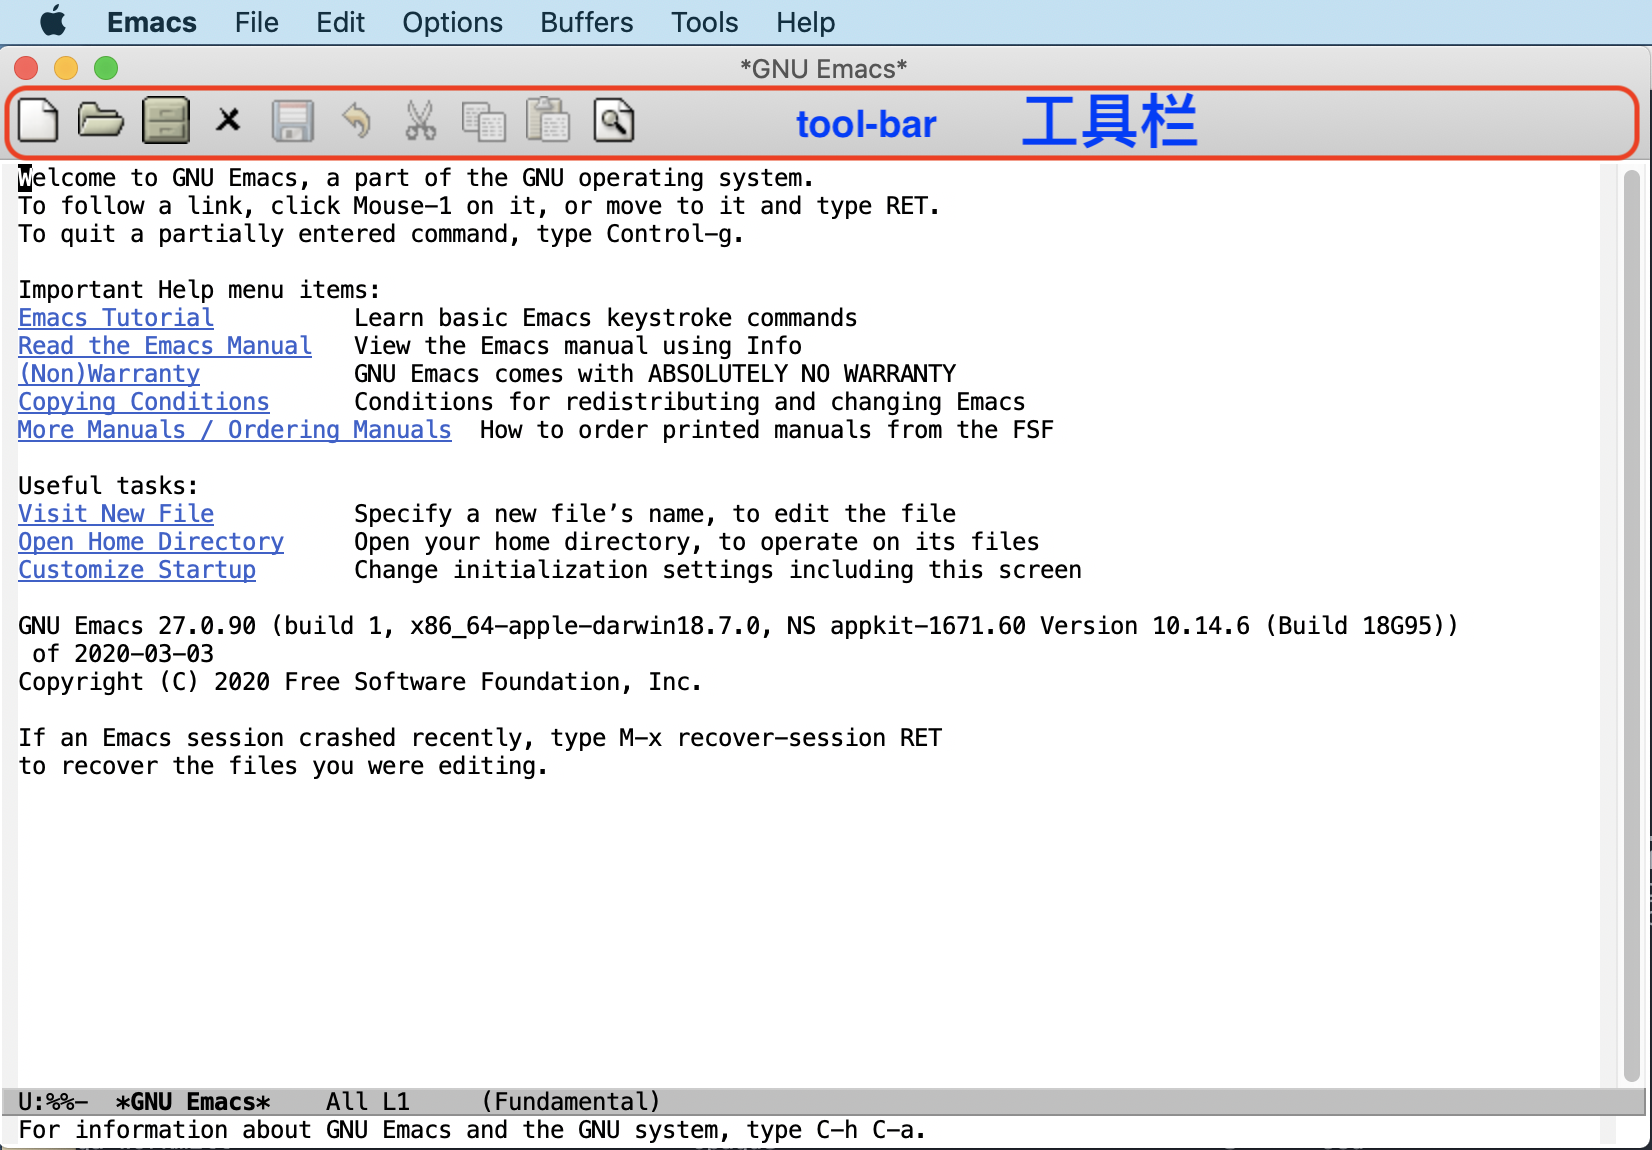 Emacs File Edit Options Buffers Tools Help
*GNU Emacs*
tool-bar 工具栏
Welcome to GNU Emacs, a part of the GNU operating system.
To follow a link, click Mouse-1 on it, or move to it and type RET.
To quit a partially entered command, type Control-g.
Important Help menu items:
Emacs Tutorial Learn basic Emacs keystroke commands
Read the Emacs Manual View the Emacs manual using Info
(Non)Warranty GNU Emacs comes with ABSOLUTELY NO WARRANTY
Copying Conditions Conditions for redistributing and changing Emacs
More Manuals / Ordering Manuals How to order printed manuals from the FSF
Useful tasks:
Visit New File Specify a new file’s name, to edit the file
Open Home Directory Open your home directory, to operate on its files
Customize Startup Change initialization settings including this screen
GNU Emacs 27.0.90 (build 1, x86_64-apple-darwin18.7.0, NS appkit-1671.60 Version 10.14.6 (Build 18G95))
of 2020-03-03
Copyright (C) 2020 Free Software Foundation, Inc.
If an Emacs session crashed recently, type M-x recover-session RET
to recover the files you were editing.
U:%%- *GNU Emacs* All L1 (Fundamental)
For information about GNU Emacs and the GNU system, type C-h C-a.